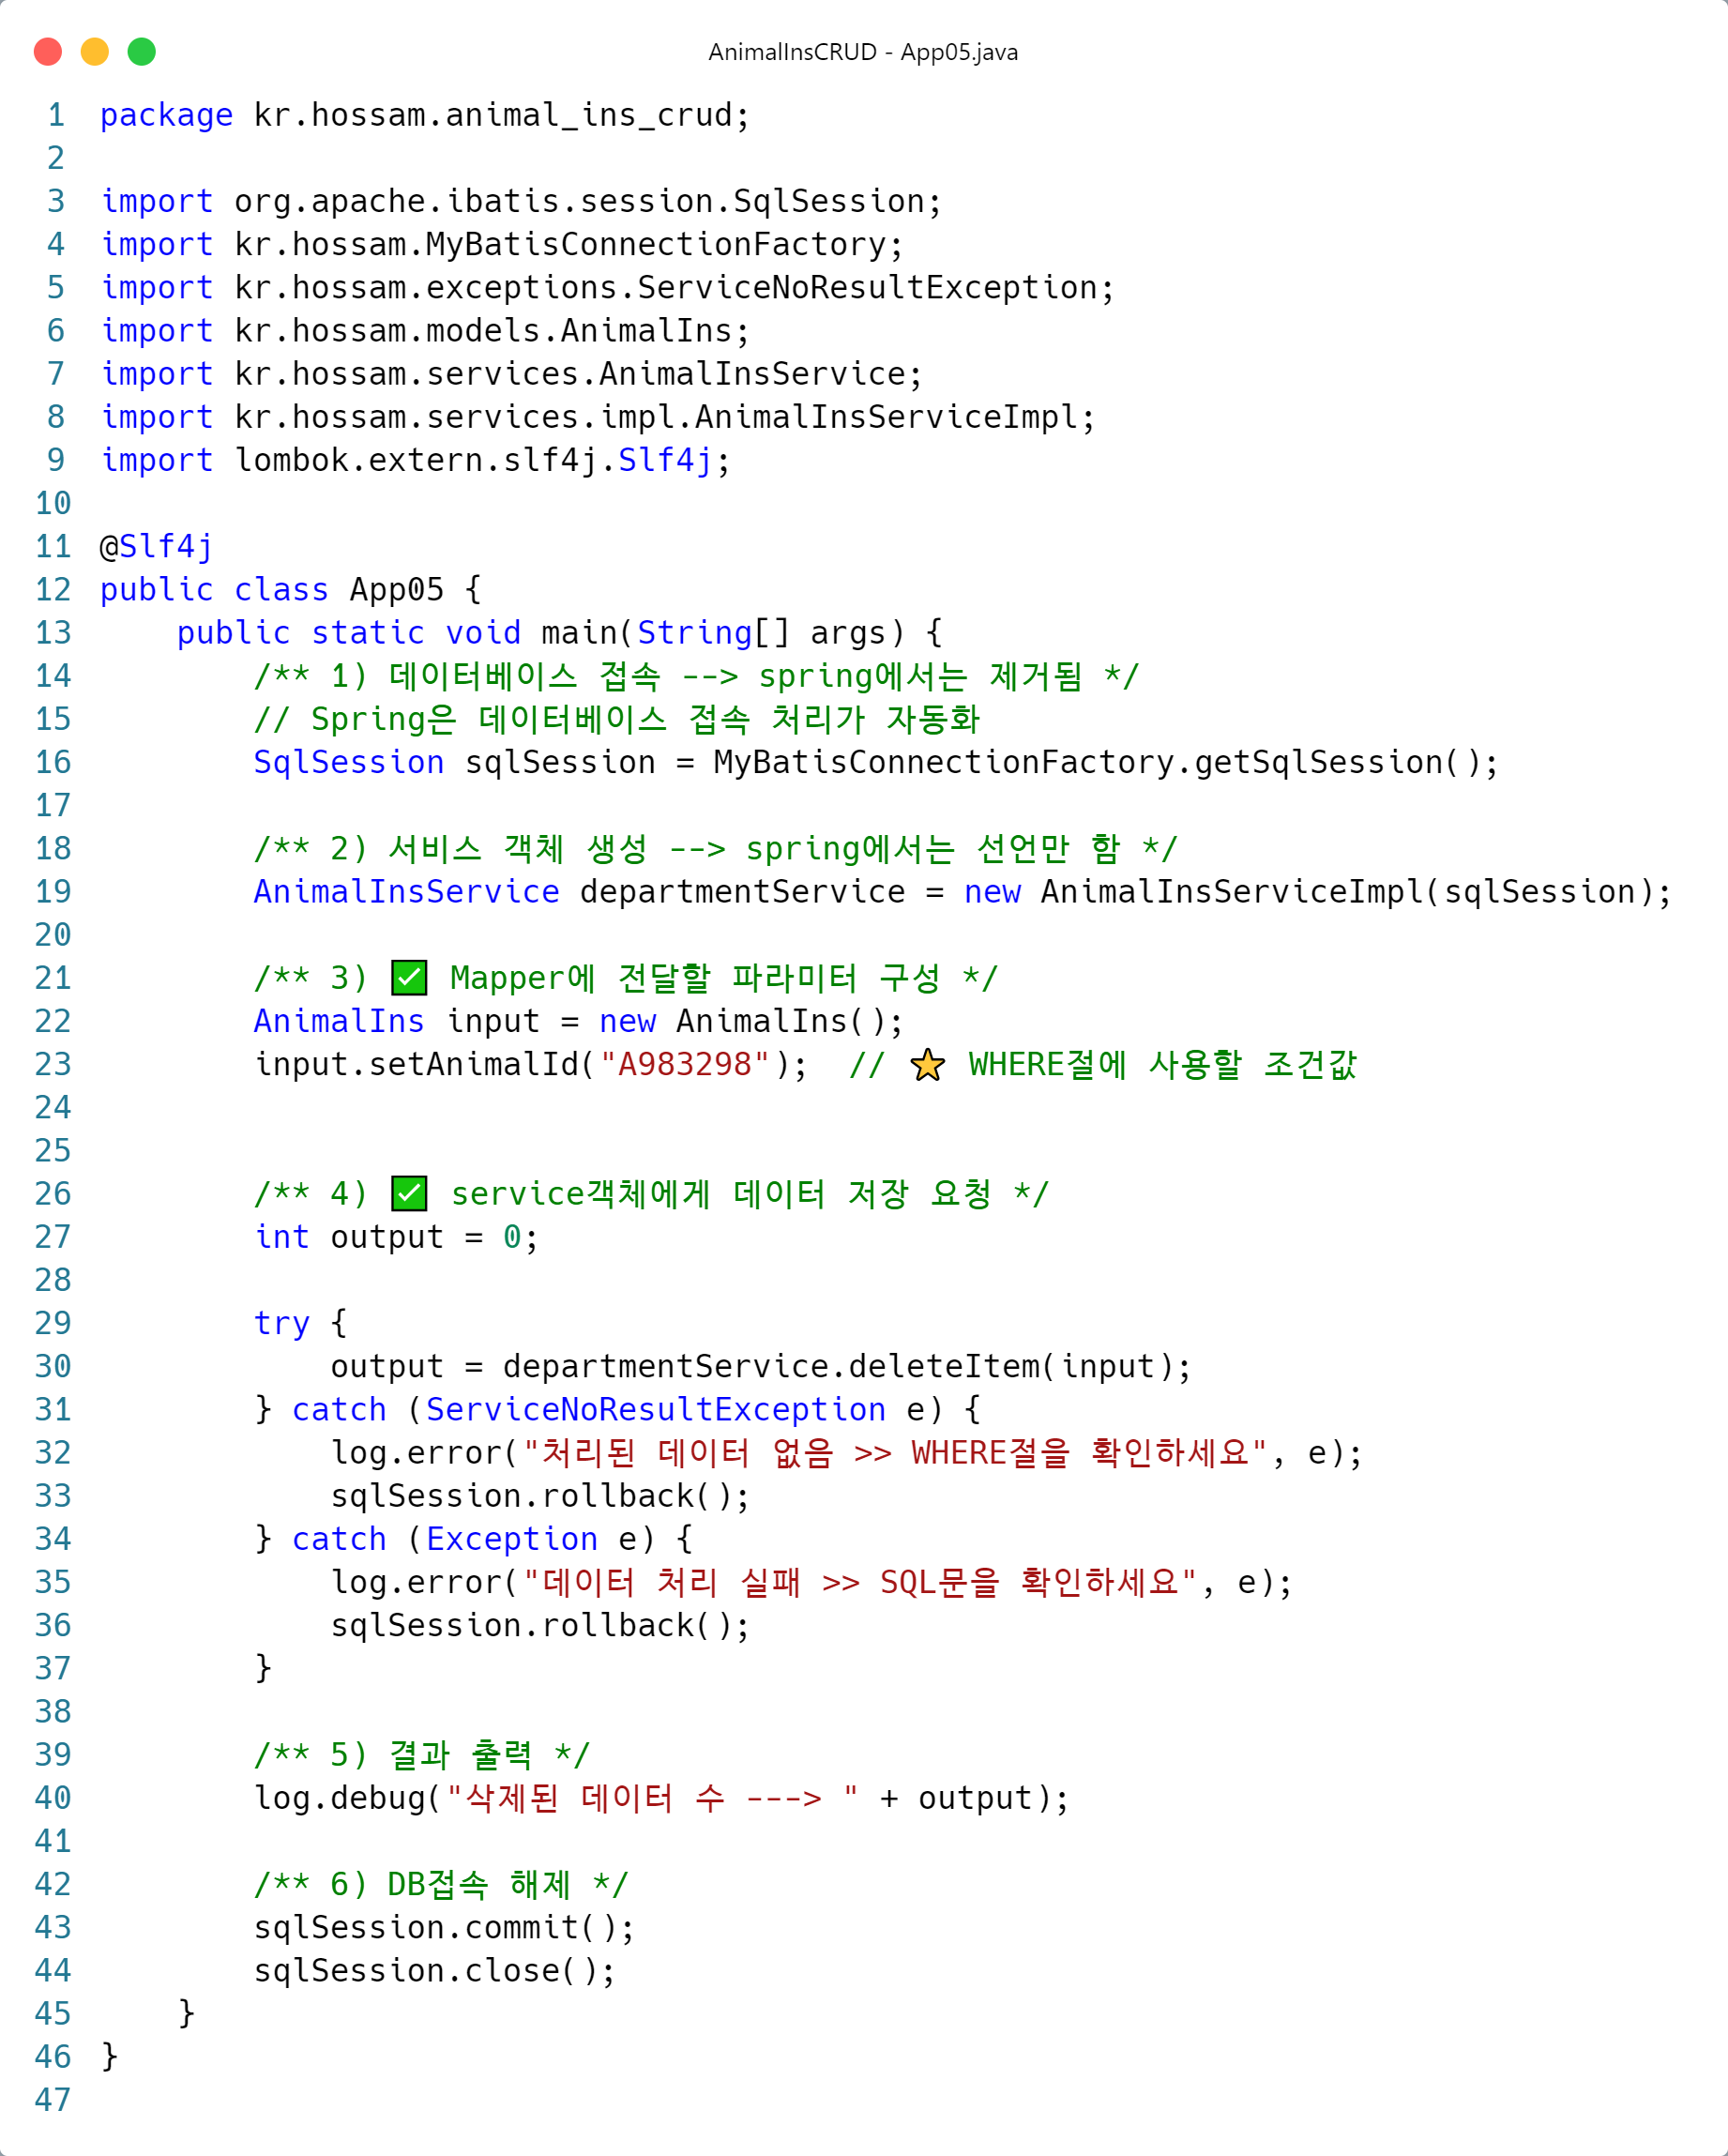 AnimalInsCRUD - App05.java
1 package kr.hossam.animal_ins_crud;
2
3 import org.apache.ibatis.session.SqlSession;
4 import kr.hossam.MyBatisConnectionFactory;
5 import kr.hossam.exceptions.ServiceNoResultException;
6 import kr.hossam.models.AnimalIns;
7 import kr.hossam.services.AnimalInsService;
8 import kr.hossam.services.impl.AnimalInsServiceImpl;
9 import lombok.extern.slf4j.Slf4j;
10
11 @Slf4j
12 public class App05 {
13     public static void main(String[] args) {
14         /** 1) 데이터베이스 접속 --> spring에서는 제거됨 */
15         // Spring은 데이터베이스 접속 처리가 자동화
16         SqlSession sqlSession = MyBatisConnectionFactory.getSqlSession();
17
18         /** 2) 서비스 객체 생성 --> spring에서는 선언만 함 */
19         AnimalInsService departmentService = new AnimalInsServiceImpl(sqlSession);
20
21         /** 3) ✅ Mapper에 전달할 파라미터 구성 */
22         AnimalIns input = new AnimalIns();
23         input.setAnimalId("A983298");  // ⭐ WHERE절에 사용할 조건값
24
25
26         /** 4) ✅ service객체에게 데이터 저장 요청 */
27         int output = 0;
28
29         try {
30             output = departmentService.deleteItem(input);
31         } catch (ServiceNoResultException e) {
32             log.error("처리된 데이터 없음 >> WHERE절을 확인하세요", e);
33             sqlSession.rollback();
34         } catch (Exception e) {
35             log.error("데이터 처리 실패 >> SQL문을 확인하세요", e);
36             sqlSession.rollback();
37         }
38
39         /** 5) 결과 출력 */
40         log.debug("삭제된 데이터 수 ---> " + output);
41
42         /** 6) DB접속 해제 */
43         sqlSession.commit();
44         sqlSession.close();
45     }
46 }
47